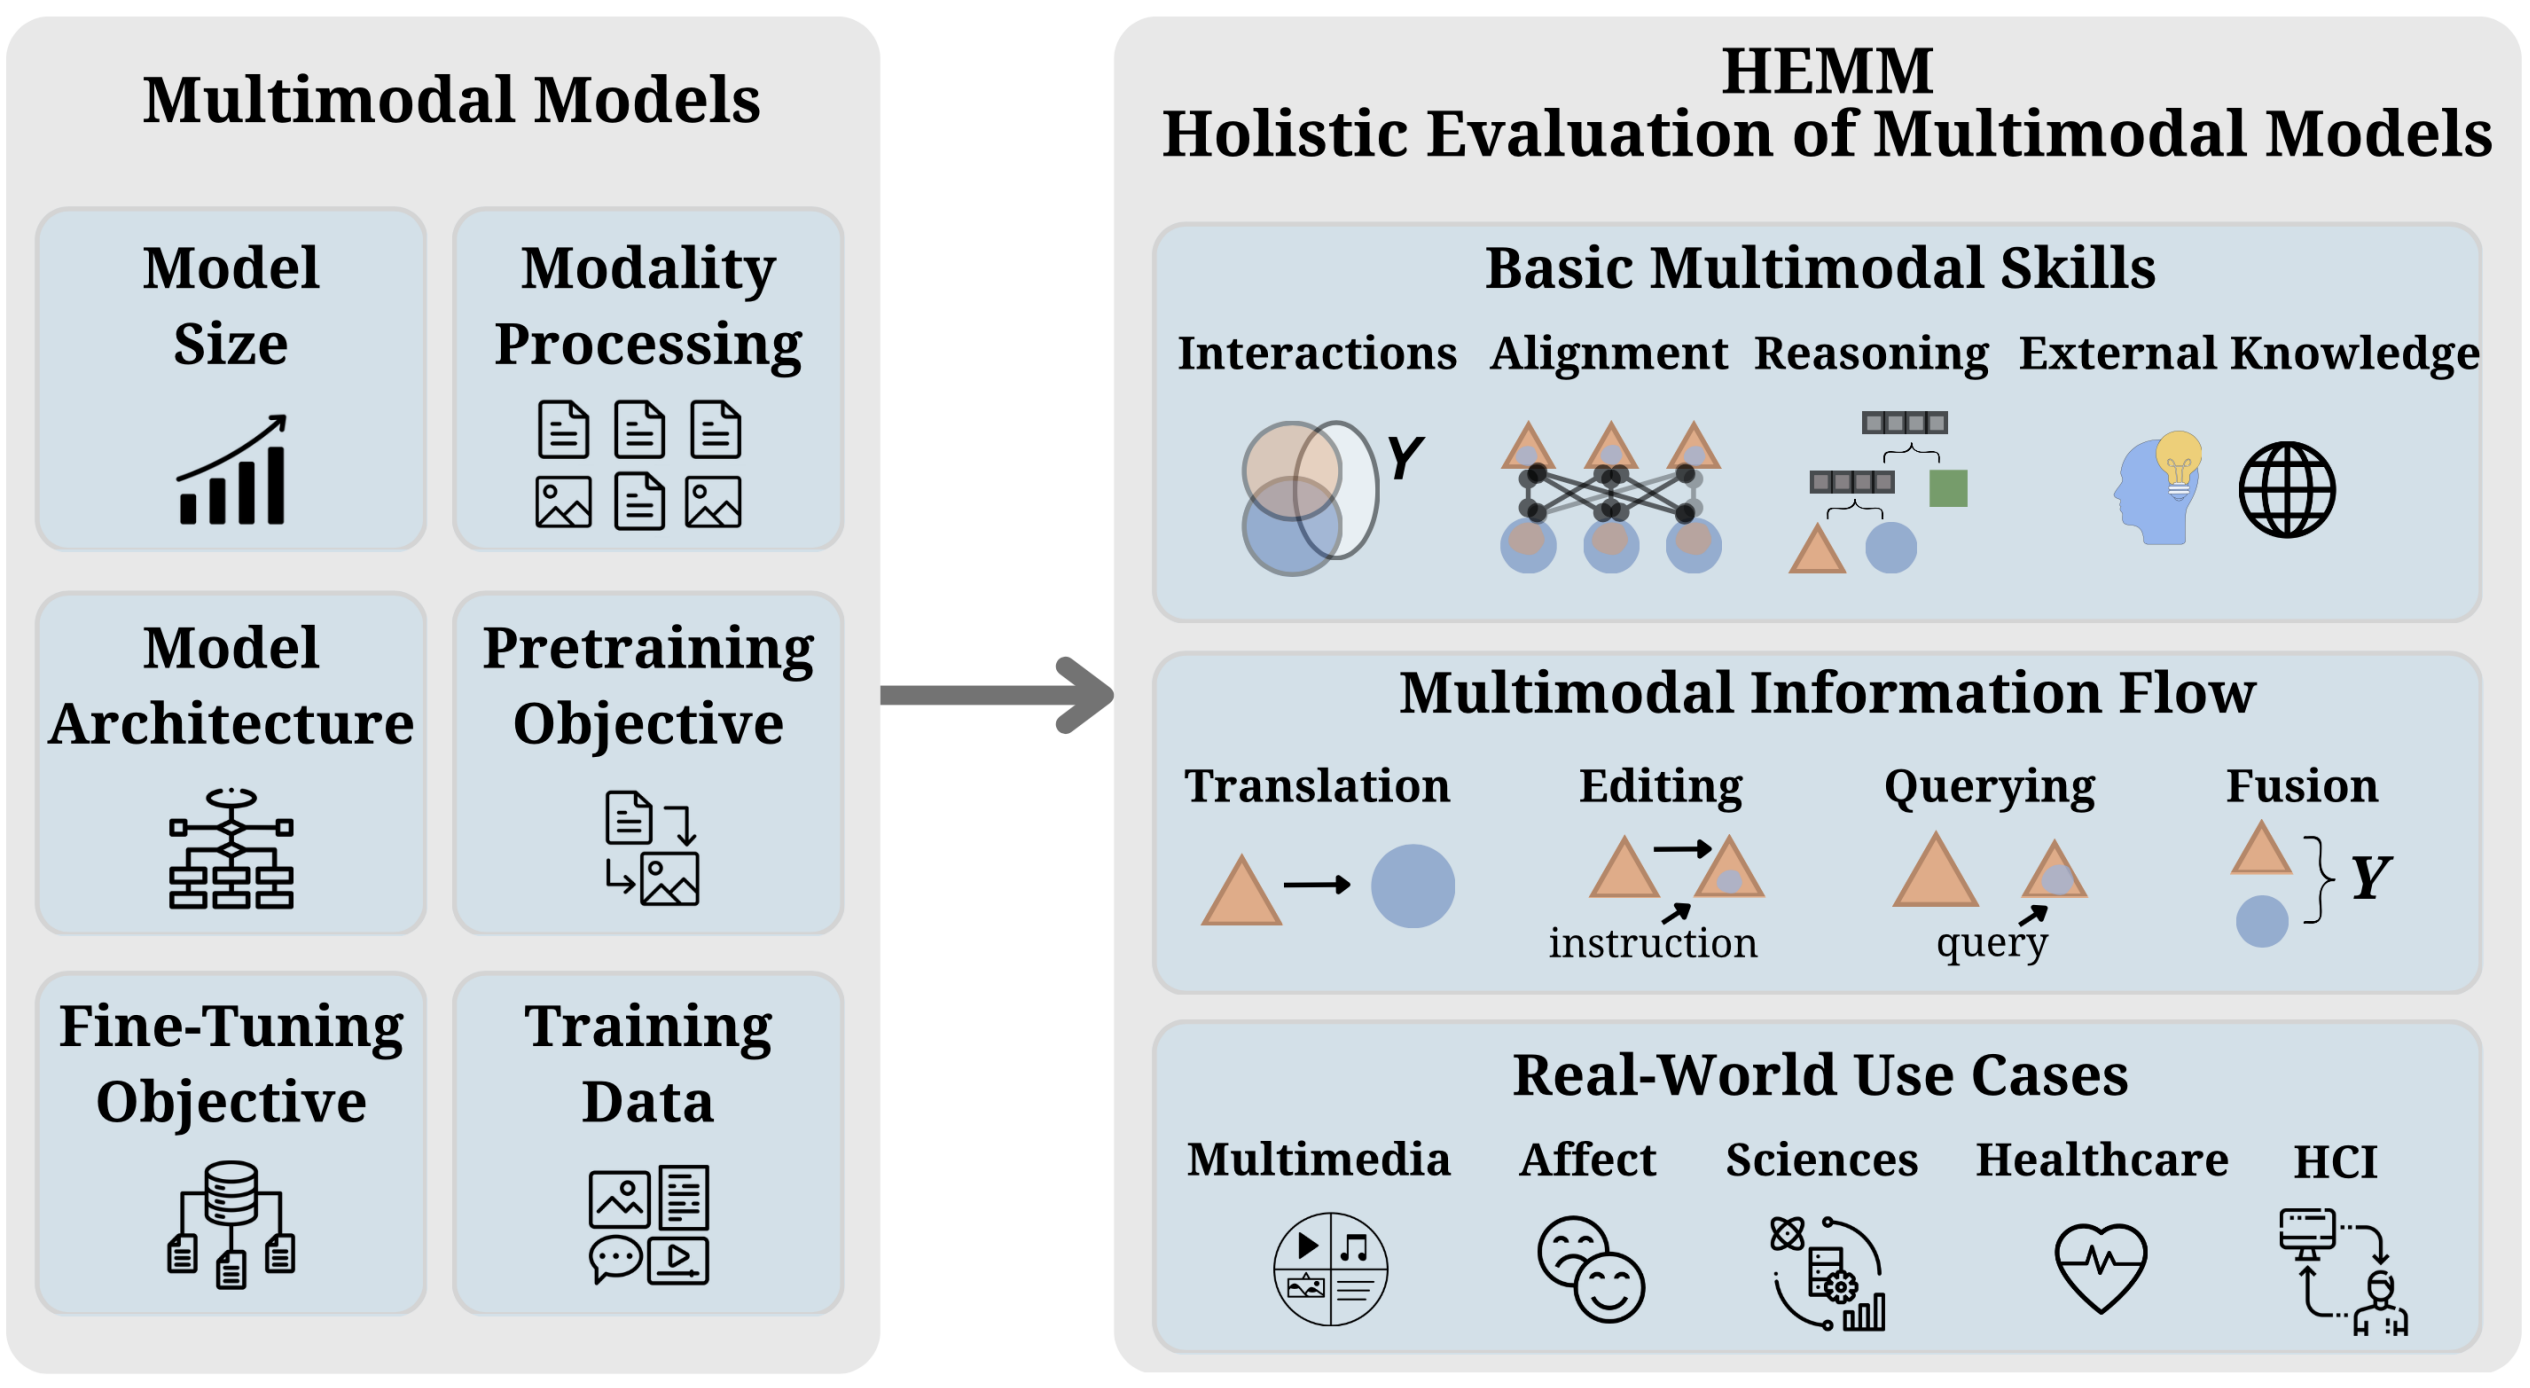 Multimodal Models
Model
Size
Modality
Processing
Model
Architecture
Pretraining
Objective
Fine-Tuning
Objective
Training
Data
HEMM
Holistic Evaluation of Multimodal Models
Basic Multimodal Skills
Interactions
Alignment
Reasoning
External Knowledge
Y
Multimodal Information Flow
Translation
Editing
Querying
Fusion
instruction
query
Y
Real-World Use Cases
Multimedia
Affect
Sciences
Healthcare
HCI